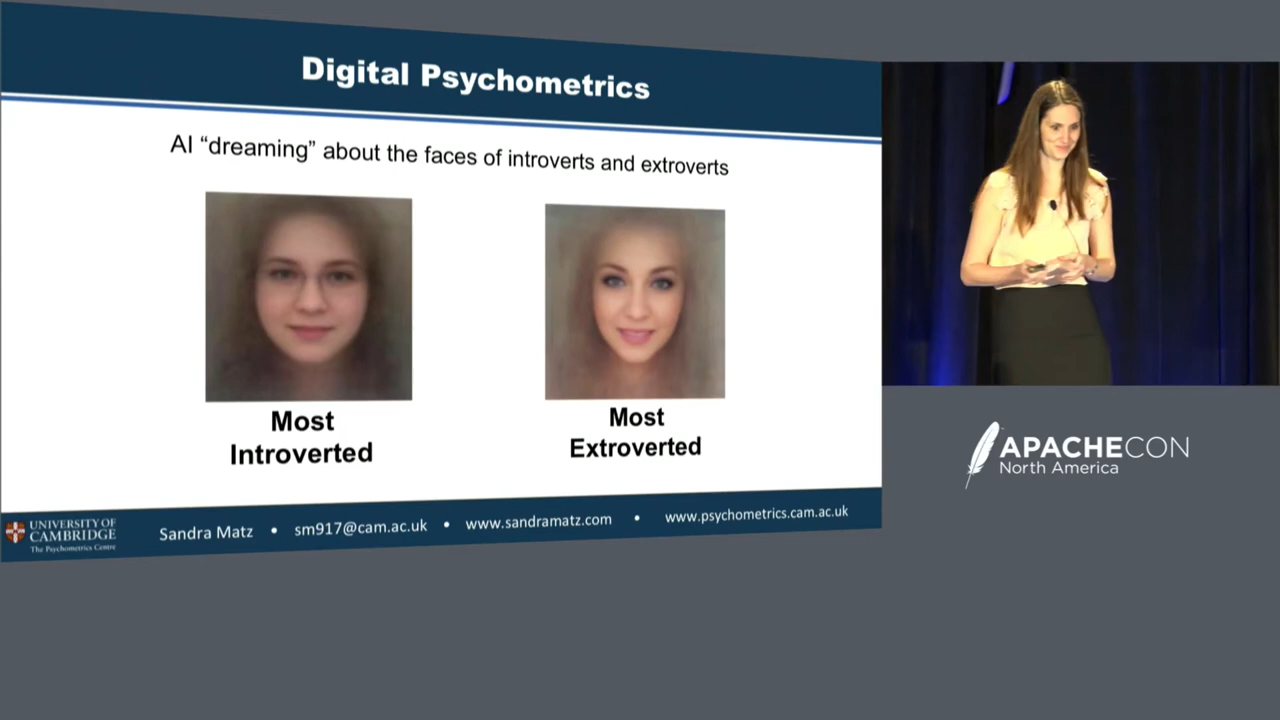 Digital Psychometrics
AI “dreaming” about the faces of introverts and extroverts
Most
Introverted
Most
Extroverted
UNIVERSITY OF
CAMBRIDGE
The Psychometrics Centre
Sandra Matz • sm917@cam.ac.uk • www.sandramatz.com • www.psychometrics.cam.ac.uk
APACHECON
North America